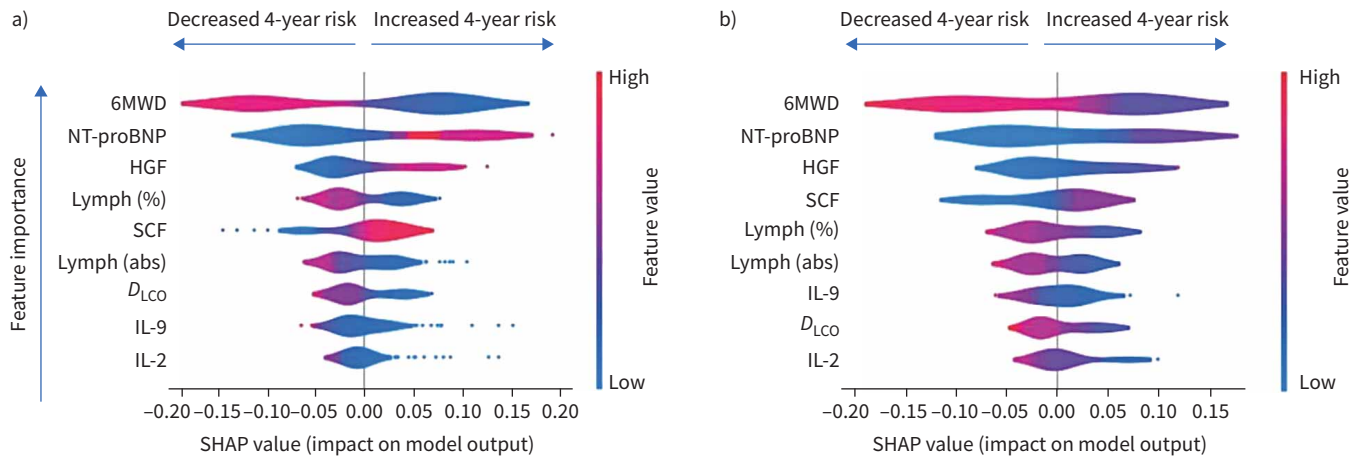 a)
Decreased 4-year risk Increased 4-year risk
Feature importance
6MWD
NT-proBNP
HGF
Lymph (%)
SCF
Lymph (abs)
DLCO
IL-9
IL-2
High
Feature value
Low
−0.20 −0.15 −0.10 −0.05 0.00 0.05 0.10 0.15 0.20
SHAP value (impact on model output)
b)
Decreased 4-year risk Increased 4-year risk
6MWD
NT-proBNP
HGF
SCF
Lymph (%)
Lymph (abs)
IL-9
DLCO
IL-2
High
Feature value
Low
−0.20 −0.15 −0.10 −0.05 0.00 0.05 0.10 0.15
SHAP value (impact on model output)